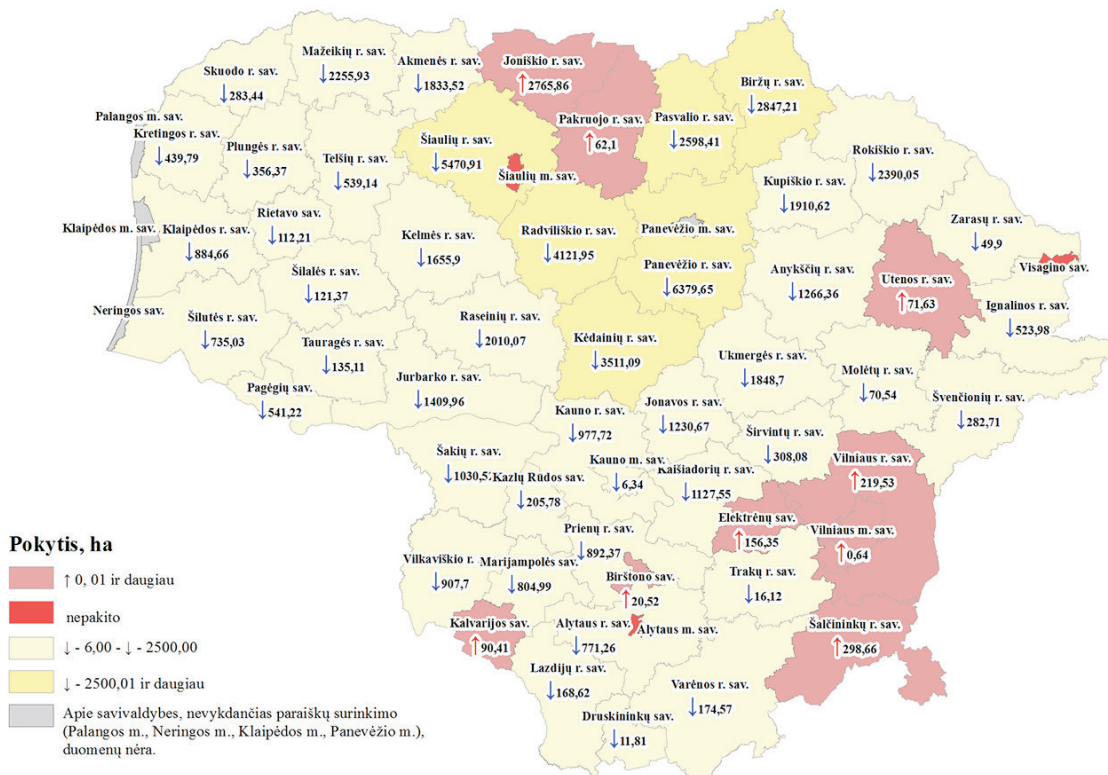 Mažeikių r. sav.
↓2255,93
Akmenės r. sav.
↓1833,52
Joniškio r. sav.
↑2765,86
Skuodo r. sav.
↓283,44
Biržų r. sav.
↓2847,21
Palangos m. sav.
Kretingos r. sav.
↓439,79
Plungės r. sav.
↓356,37
Telšių r. sav.
↓539,14
Šiaulių r. sav.
↓5470,91
Šiaulių m. sav.
Pakruojo r. sav.
↑62,1
Pasvalio r. sav.
↓2598,41
Rokiškio r. sav.
↓2390,05
Kupiškio r. sav.
↓1910,62
Klaipėdos m. sav.
Klaipėdos r. sav.
↓884,66
Rietavo sav.
↓112,21
Kelmės r. sav.
↓1655,9
Radviliškio r. sav.
↓4121,95
Panevėžio m. sav.
Panevėžio r. sav.
↓6379,65
Zarasų r. sav.
↓49,9
Visagino sav.
Šilalės r. sav.
↓121,37
Anykščių r. sav.
↓1266,36
Utenos r. sav.
↑71,63
Ignalinos r. sav.
↓523,98
Neringos sav.
Šilutės r. sav.
↓735,03
Tauragės r. sav.
↓135,11
Raseinių r. sav.
↓2010,07
Kėdainių r. sav.
↓3511,09
Ukmergės r. sav.
↓1848,7
Molėtų r. sav.
↓70,54
Pagėgių sav.
↓541,22
Jurbarko r. sav.
↓1409,96
Kauno r. sav.
↓977,72
Jonavos r. sav.
↓1230,67
Švenčionių r. sav.
↓282,71
Širvintų r. sav.
↓308,08
Šakių r. sav.
↓1030,5
Kazlų Rūdos sav.
↓205,78
Kauno m. sav.
↓6,34
Kaišiadorių r. sav.
↓1127,55
Vilniaus r. sav.
↑219,53
Elektrėnų sav.
↑156,35
Vilniaus m. sav.
↑0,64
Prienų r. sav.
↓892,37
Vilkaviškio r.
↓907,7
Marijampolės sav.
↓804,99
Birštono sav.
↑20,52
Trakų r. sav.
↓16,12
Kalvarijos sav.
↑90,41
Alytaus r. sav.
↓771,26
Alytaus m. sav.
Šalčininkų r. sav.
↑298,66
Lazdijų r. sav.
↓168,62
Varėnos r. sav.
↓174,57
Druskininkų sav.
↓11,81
Pokytis, ha
↑ 0, 01 ir daugiau
nepakito
↓ - 6,00 - ↓ - 2500,00
↓ - 2500,01 ir daugiau
Apie savivaldybes, nevykdančias paraiškų surinkimo
(Palangos m., Neringos m., Klaipėdos m., Panevėžio m.),
duomenų nėra.